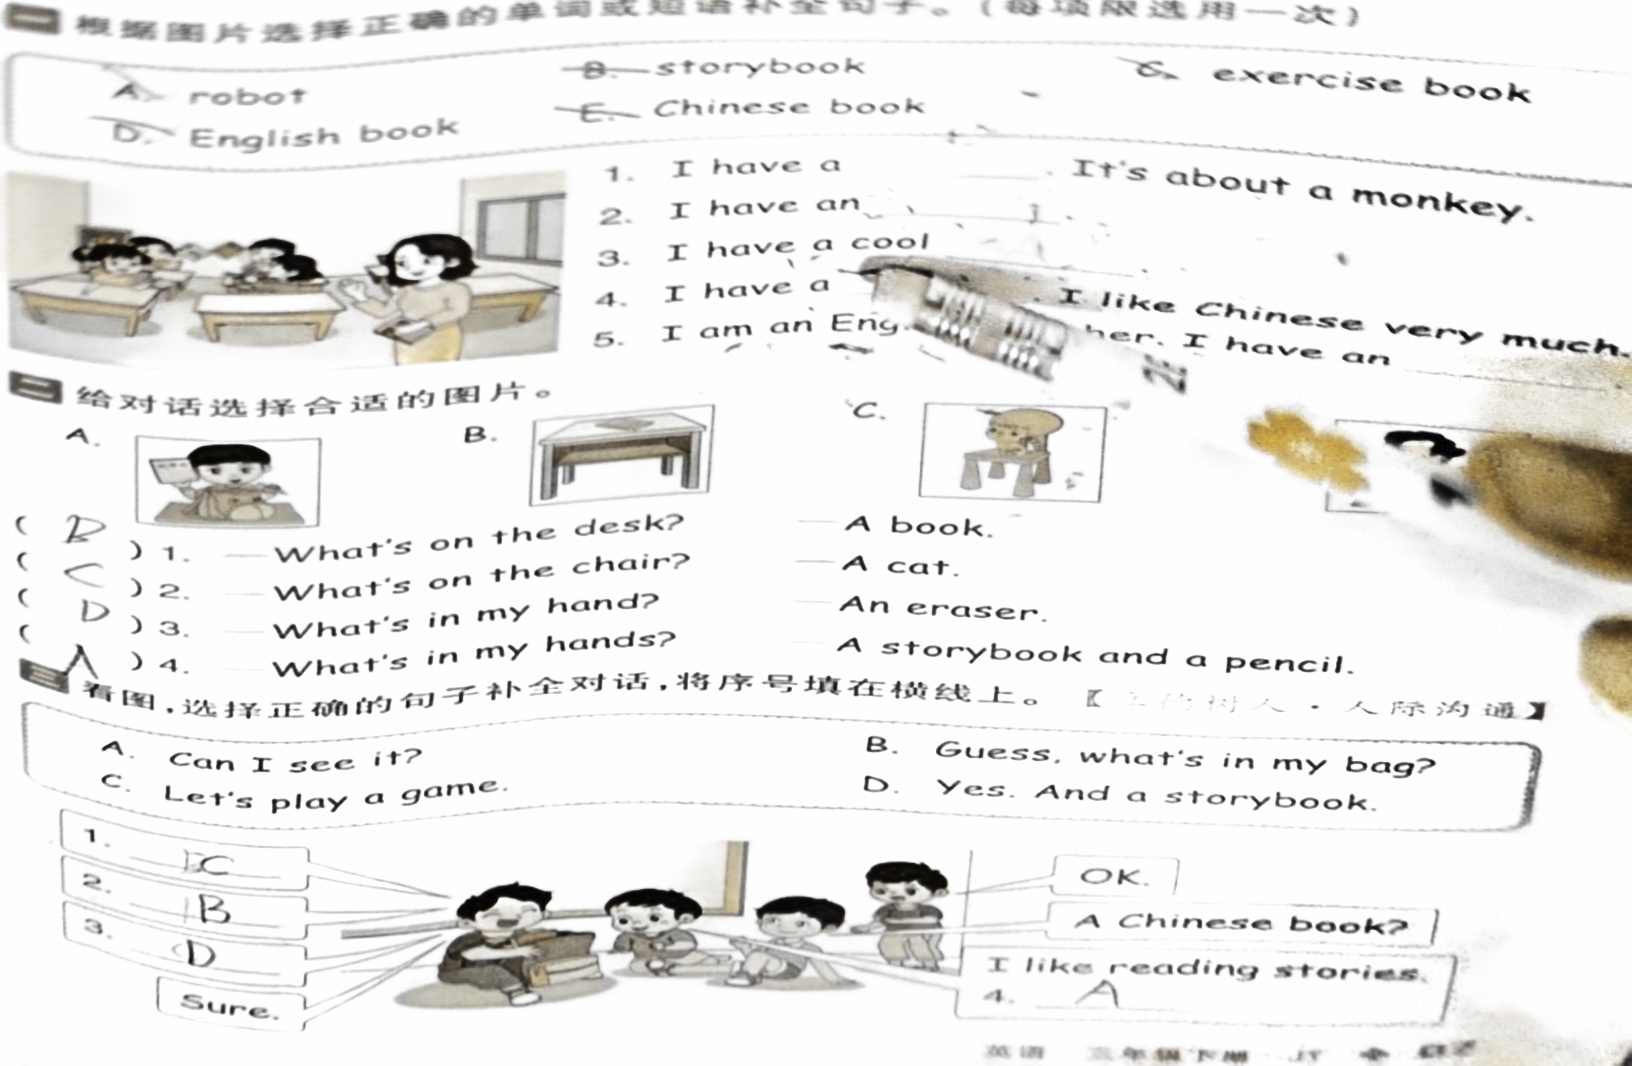 一 根据图片选择正确的单词或短语补全句子。(每项限选用一次)
A. robot B. storybook C. exercise book
D. English book E. Chinese book
1. I have a ______. It's about a monkey.
2. I have an
3. I have a cool
4. I have a . I like Chinese very much.
5. I am an Eng her. I have an ______
二 给对话选择合适的图片。
A. B. C.
( B ) 1. —What's on the desk? —A book.
( C ) 2. —What's on the chair? —A cat.
( D ) 3. —What's in my hand? —An eraser.
( A ) 4. —What's in my hands? —A storybook and a pencil.
三 看图,选择正确的句子补全对话,将序号填在横线上。【 树人·人际沟通】
A. Can I see it? B. Guess, what's in my bag?
C. Let's play a game. D. Yes. And a storybook.
1. C
OK.
2. B
A Chinese book?
3. D
I like reading stories.
4. A
Sure.
英语 三年级下册